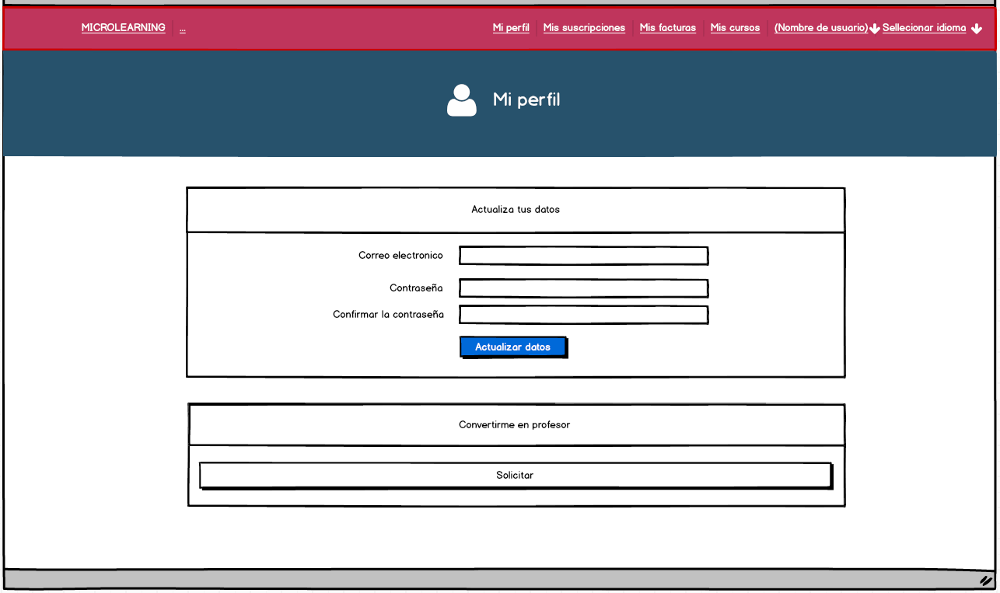 MICROLEARNING ... Mi perfil Mis suscripciones Mis facturas Mis cursos (Nombre de usuario) Sellecionar idioma
Mi perfil
Actualiza tus datos
Correo electronico
Contraseña
Confirmar la contraseña
Actualizar datos
Convertirme en profesor
Solicitar